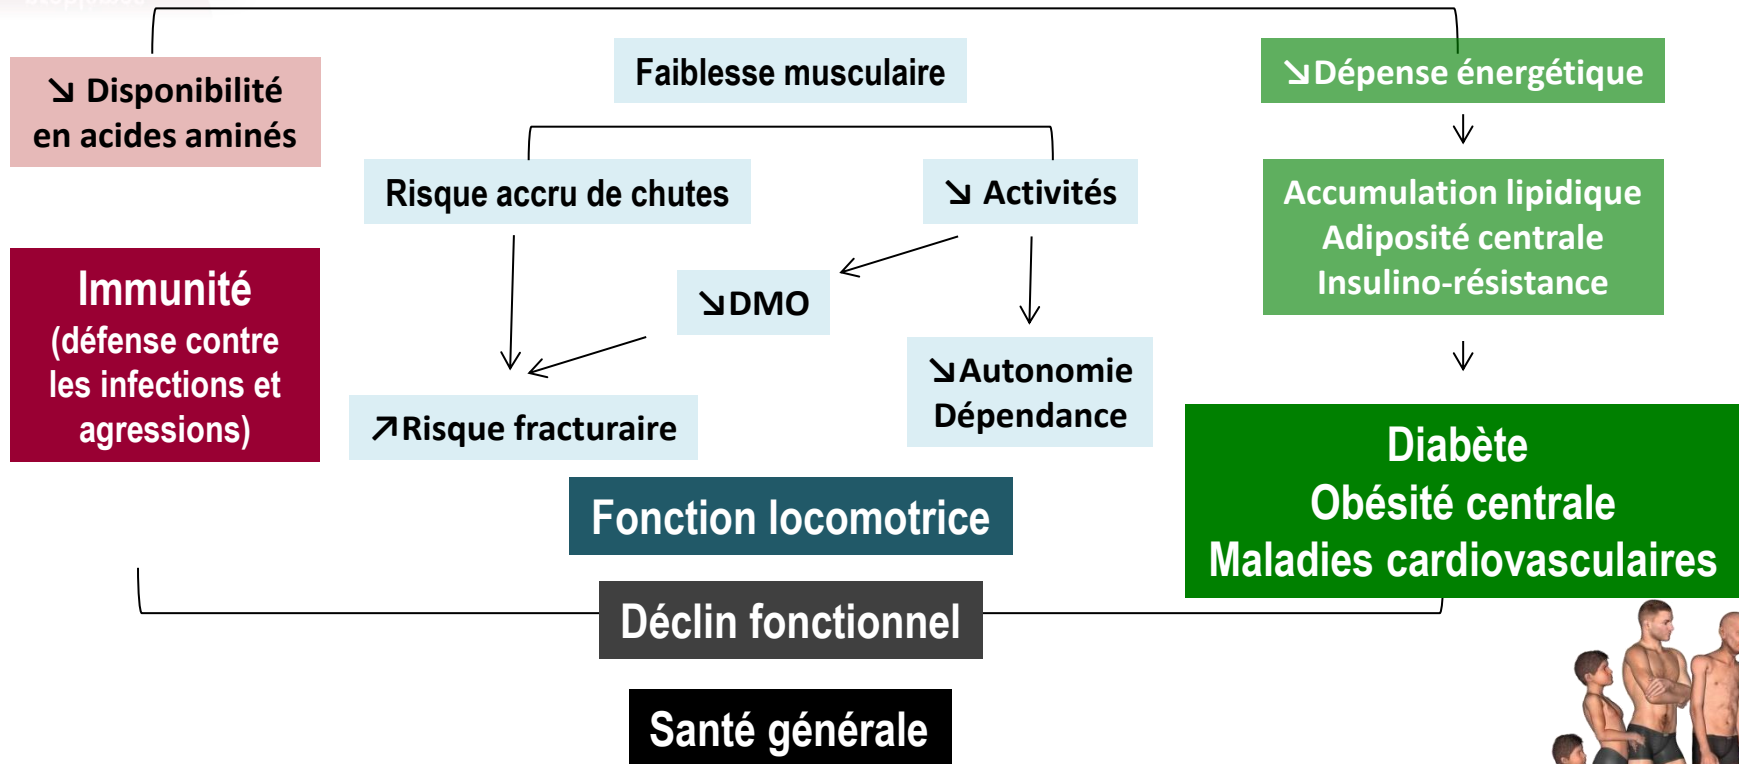 ↘ Disponibilité
en acides aminés
Faiblesse musculaire
↘Dépense énergétique
Risque accru de chutes
↘ Activités
Accumulation lipidique
Adiposité centrale
Insulino-résistance
Immunité
(défense contre
les infections et
agressions)
↘DMO
↘Autonomie
Dépendance
↗Risque fracturaire
Diabète
Obésité centrale
Maladies cardiovasculaires
Fonction locomotrice
Déclin fonctionnel
Santé générale